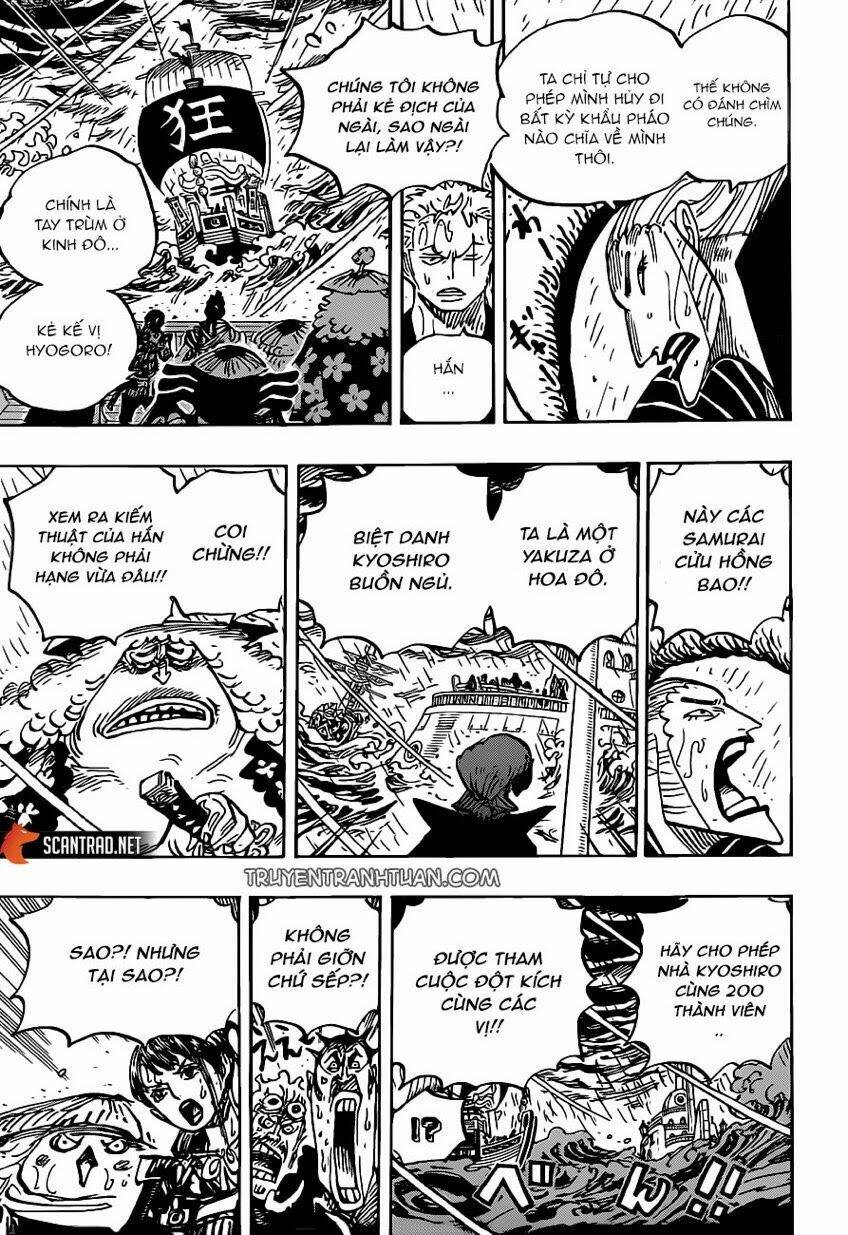 THẾ KHÔNG
CÓ ĐÁNH CHÌM
CHÚNG.
TA CHỈ TỰ CHO
PHÉP MÌNH HỦY ĐI
BẤT KỲ KHẨU PHÁO
NÀO CHĨA VỀ MÌNH
THÔI.
CHÚNG TÔI KHÔNG
PHẢI KẺ ĐỊCH CỦA
NGÀI, SAO NGÀI
LẠI LÀM VẬY?!
HẮN
...
狂
CHÍNH LÀ
TAY TRÙM Ở
KINH ĐÔ...
KẺ KẾ VỊ
HYOGORO!
NÀY CÁC
SAMURAI
CỬU HỒNG
BAO!!
TA LÀ MỘT
YAKUZA Ở
HOA ĐÔ.
BIỆT DANH
KYOSHIRO
BUỒN NGỦ.
COI
CHỪNG!!
XEM RA KIẾM
THUẬT CỦA HẮN
KHÔNG PHẢI
HẠNG VỪA ĐÂU!!
SCANTRAD.NET
TRUYENTRANHTUAN.COM
HÃY CHO PHÉP
NHÀ KYOSHIRO
CÙNG 200
THÀNH VIÊN
..
ĐƯỢC THAM
CUỘC ĐỘT KÍCH
CÙNG CÁC
VỊ!!
!?
べん!!
KHÔNG
PHẢI GIỠN
CHỨ SẾP?!
SAO?! NHƯNG
TẠI SAO?!